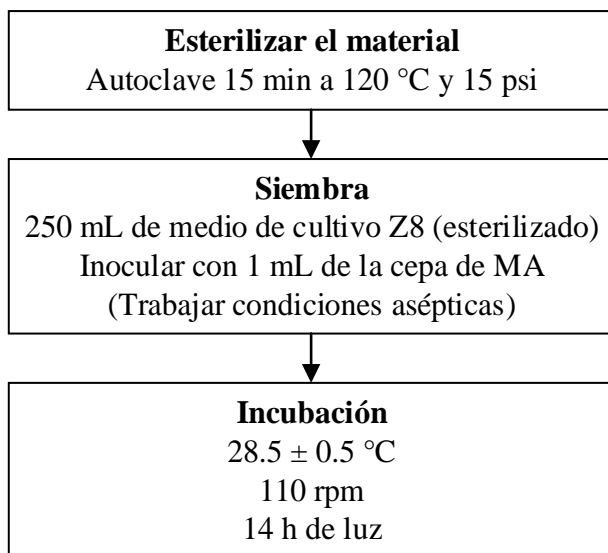 Esterilizar el material
Autoclave 15 min a 120 °C y 15 psi
Siembra
250 mL de medio de cultivo Z8 (esterilizado)
Inocular con 1 mL de la cepa de MA
(Trabajar condiciones asépticas)
Incubación
28.5 ± 0.5 °C
110 rpm
14 h de luz